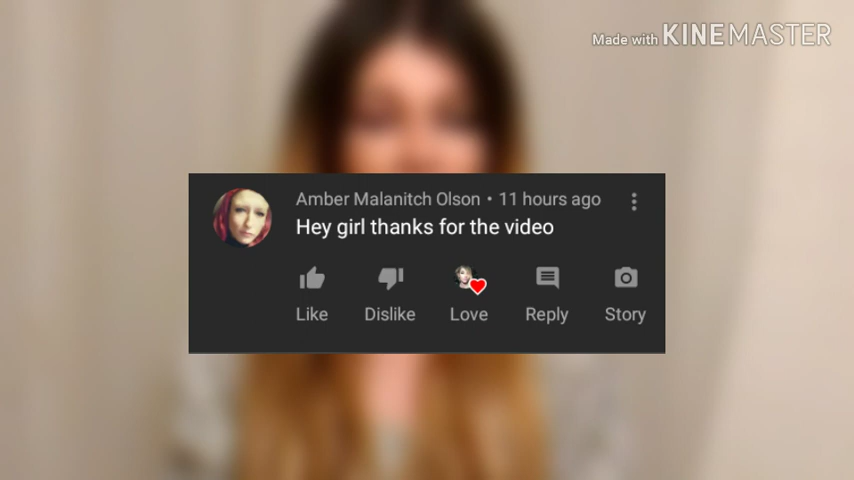 Made with KINEMASTER
Amber Malanitch Olson • 11 hours ago
Hey girl thanks for the video
Like Dislike Love Reply Story